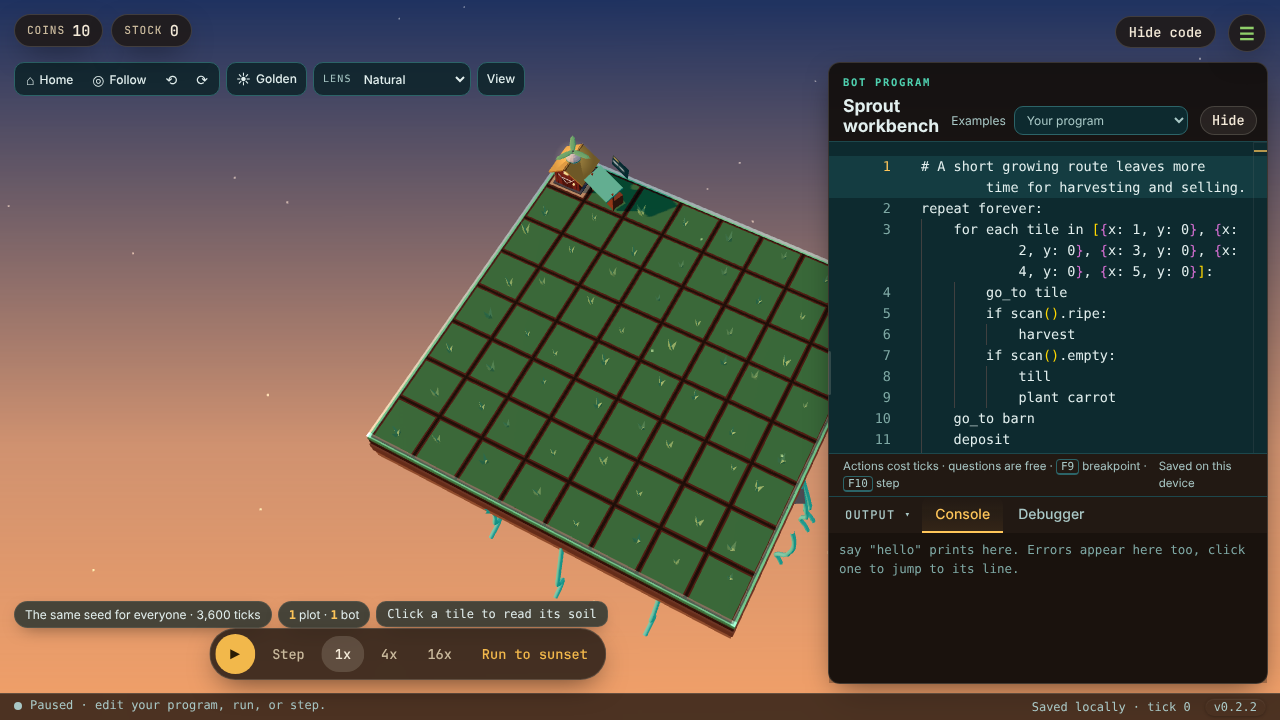 COINS 10
STOCK 0
Hide code
Home
Follow
Golden
LENS Natural
View
BOT PROGRAM
Sprout workbench
Examples
Your program
Hide
1 # A short growing route leaves more
time for harvesting and selling.
2 repeat forever:
3 for each tile in [{x: 1, y: 0}, {x:
2, y: 0}, {x: 3, y: 0}, {x:
4, y: 0}, {x: 5, y: 0}]:
4 go_to tile
5 if scan().ripe:
6 harvest
7 if scan().empty:
8 till
9 plant carrot
10 go_to barn
11 deposit
Actions cost ticks · questions are free · F9 breakpoint ·
F10 step
Saved on this
device
OUTPUT
Console
Debugger
say "hello" prints here. Errors appear here too, click
one to jump to its line.
The same seed for everyone · 3,600 ticks
1 plot · 1 bot
Click a tile to read its soil
Step
1x
4x
16x
Run to sunset
Paused · edit your program, run, or step.
Saved locally · tick 0
v0.2.2